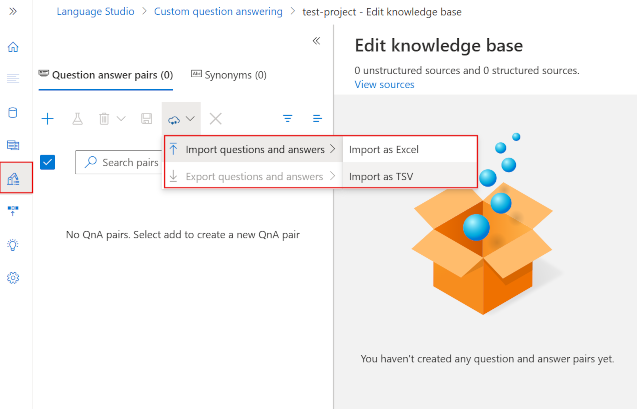 Language Studio > Custom question answering > test-project - Edit knowledge base
Question answer pairs (0)
Synonyms (0)
Import questions and answers
Import as Excel
Export questions and answers
Import as TSV
Search pairs
No QnA pairs. Select add to create a new QnA pair
Edit knowledge base
0 unstructured sources and 0 structured sources.
View sources
You haven't created any question and answer pairs yet.